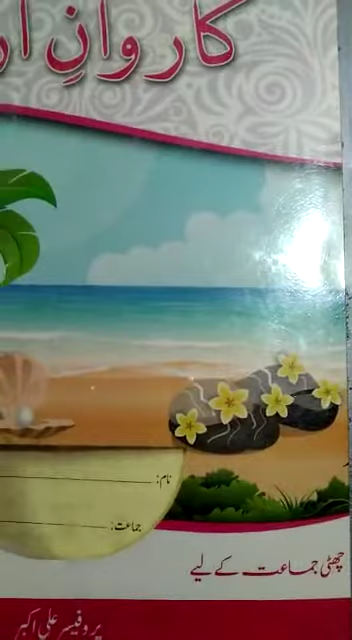 کاروانِ
نام:
جماعت:
چھٹی جماعت کے لیے
پروفیسر علی اکبر